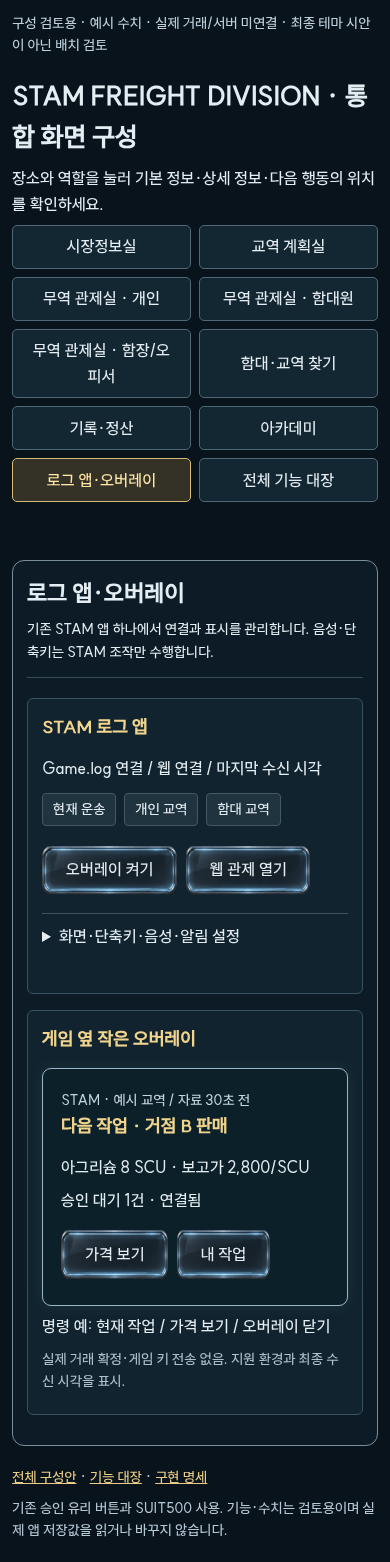 구성 검토용 · 예시 수치 · 실제 거래/서버 미연결 · 최종 테마 시안
이 아닌 배치 검토
STAM FREIGHT DIVISION · 통
합 화면 구성
장소와 역할을 눌러 기본 정보·상세 정보·다음 행동의 위치
를 확인하세요.
시장정보실
교역 계획실
무역 관제실 · 개인
무역 관제실 · 함대원
무역 관제실 · 함장/오
피서
함대·교역 찾기
기록·정산
아카데미
로그 앱·오버레이
전체 기능 대장
로그 앱·오버레이
기존 STAM 앱 하나에서 연결과 표시를 관리합니다. 음성·단
축키는 STAM 조작만 수행합니다.
STAM 로그 앱
Game.log 연결 / 웹 연결 / 마지막 수신 시각
현재 운송
개인 교역
함대 교역
오버레이 켜기
웹 관제 열기
▶ 화면·단축키·음성·알림 설정
게임 옆 작은 오버레이
STAM · 예시 교역 / 자료 30초 전
다음 작업 · 거점 B 판매
아그리슘 8 SCU · 보고가 2,800/SCU
승인 대기 1건 · 연결됨
가격 보기
내 작업
명령 예: 현재 작업 / 가격 보기 / 오버레이 닫기
실제 거래 확정·게임 키 전송 없음. 지원 환경과 최종 수
신 시각을 표시.
전체 구성안 · 기능 대장 · 구현 명세
기존 승인 유리 버튼과 SUIT500 사용. 기능·수치는 검토용이며 실
제 앱 저장값을 읽거나 바꾸지 않습니다.